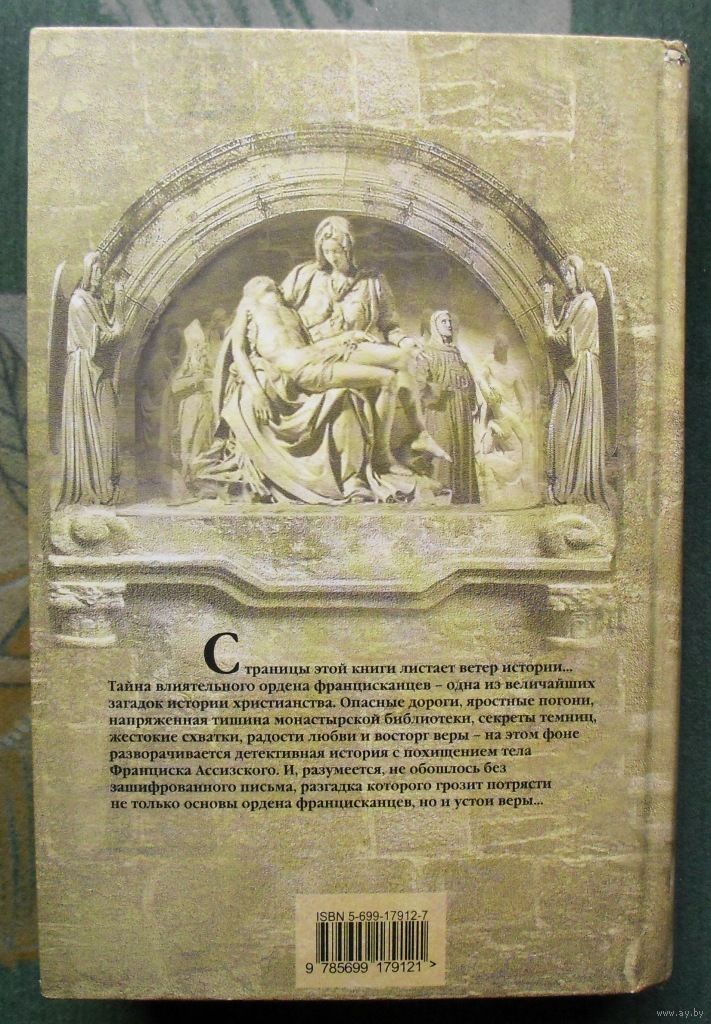 Страницы этой книги листает ветер истории...
Тайна влиятельного ордена францисканцев – одна из величайших
загадок истории христианства. Опасные дороги, яростные погони,
напряженная тишина монастырской библиотеки, секреты темниц,
жестокие схватки, радости любви и восторг веры – на этом фоне
разворачивается детективная история с похищением тела
Франциска Ассизского. И, разумеется, не обошлось без
зашифрованного письма, разгадка которого грозит потрясти
не только основы ордена францисканцев, но и устои веры...
ISBN 5-699-17912-7
9 785699 179121 >
www.ay.by